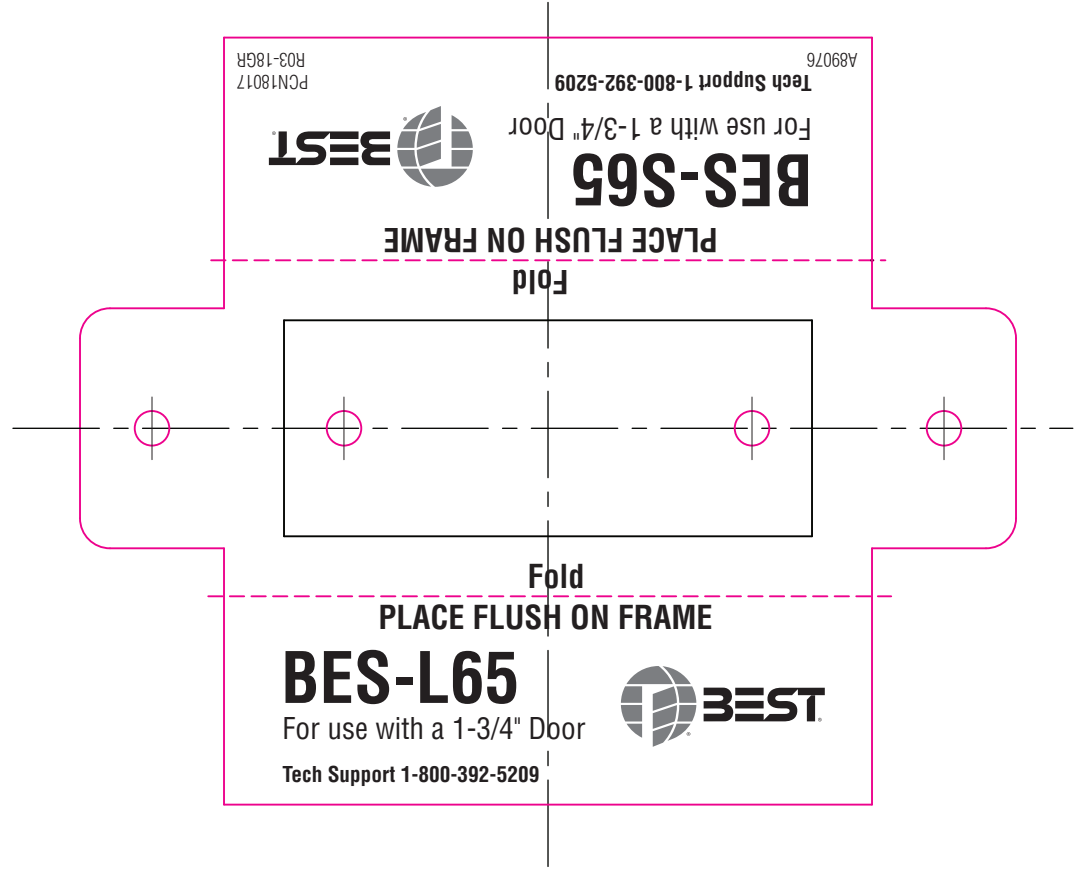 A89076
Tech Support 1-800-392-5209
For use with a 1-3/4" Door
BES-S65
PLACE FLUSH ON FRAME
Fold
PCN18017
R03-18GR
BEST
Fold
PLACE FLUSH ON FRAME
BES-L65
For use with a 1-3/4" Door
Tech Support 1-800-392-5209
BEST